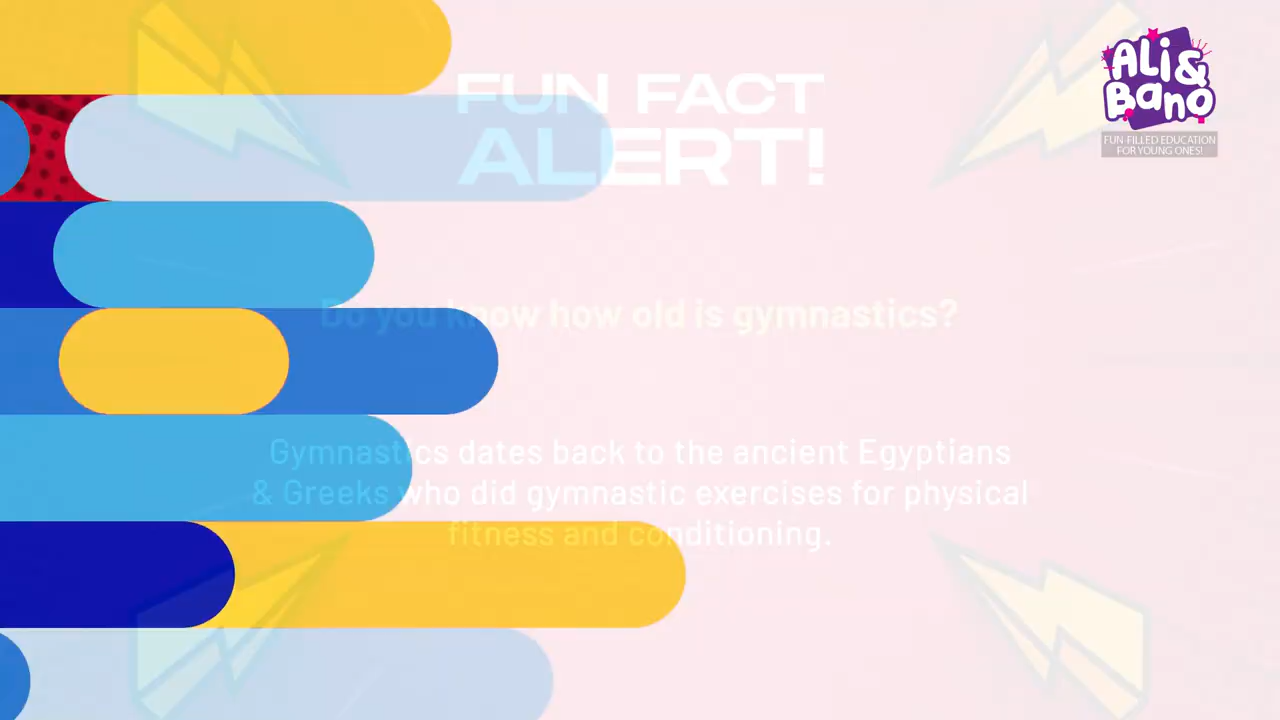 FUN FACT
ALERT!
Ali &
Bano
FUN-FILLED EDUCATION
FOR YOUNG ONES!
Do you know how old is gymnastics?
Gymnastics dates back to the ancient Egyptians
& Greeks who did gymnastic exercises for physical
fitness and conditioning.